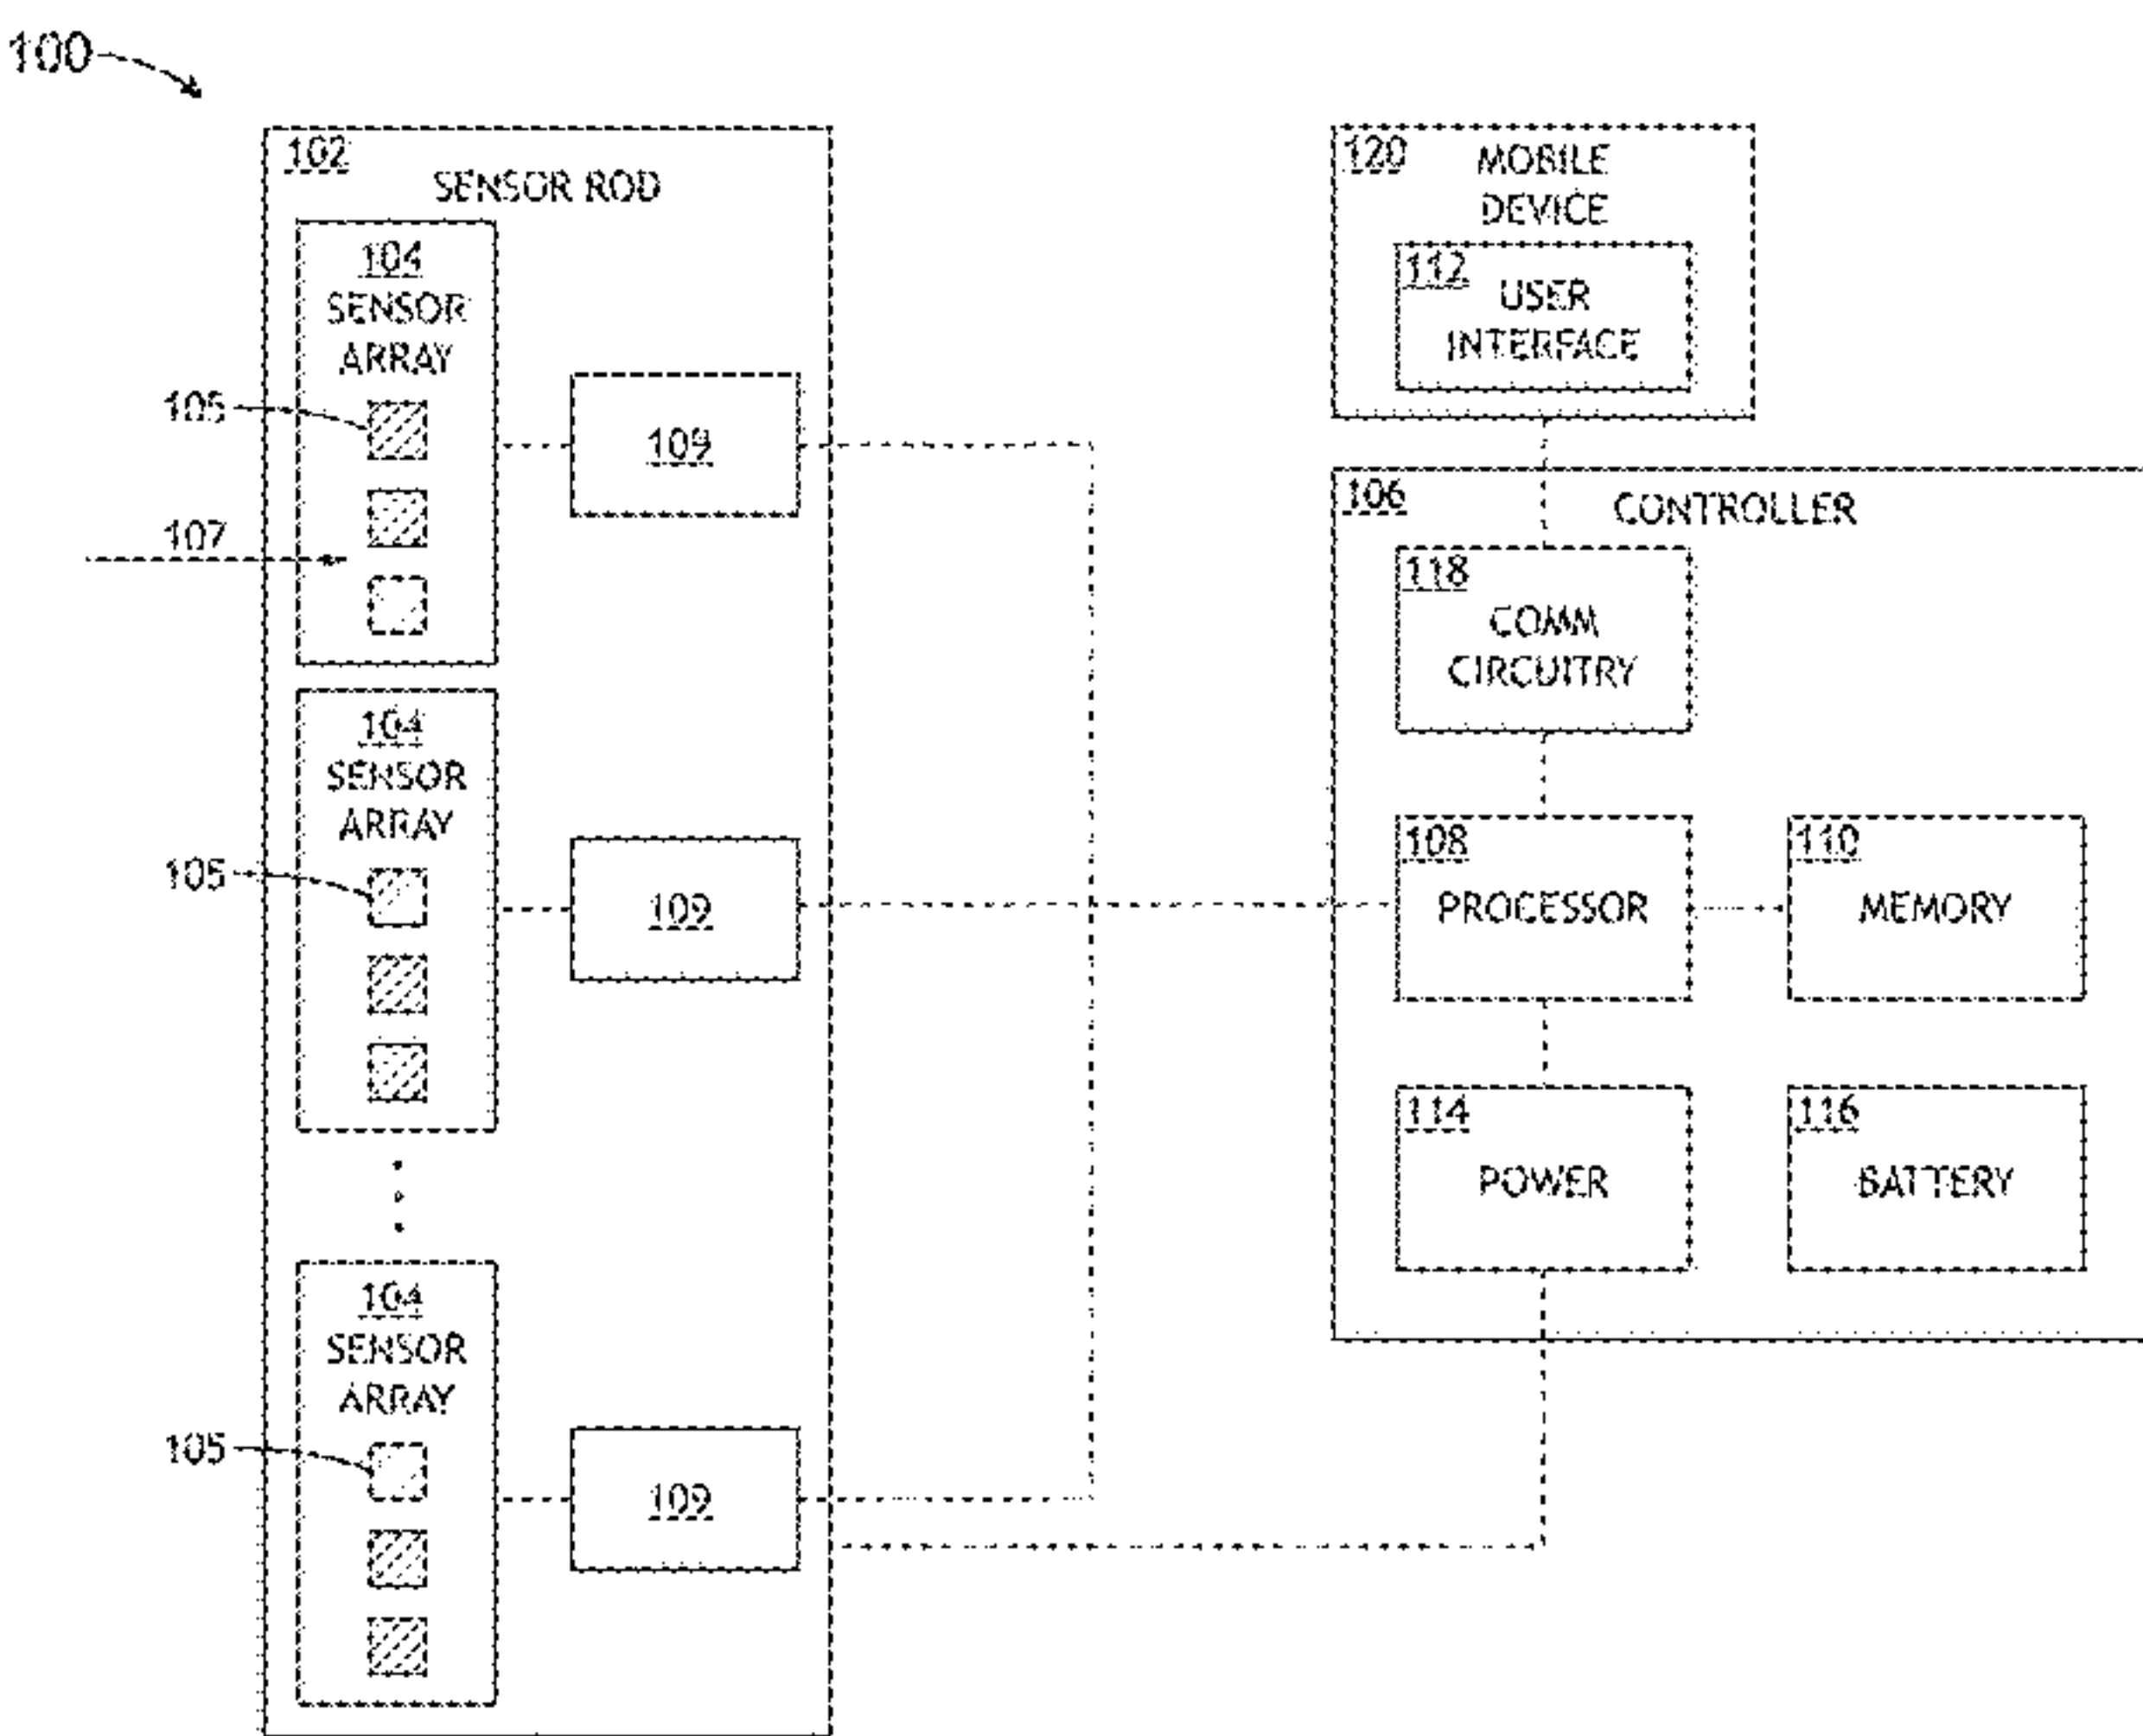 100
102
SENSOR ROD
104
SENSOR
ARRAY
105
107
109
104
SENSOR
ARRAY
105
109
104
SENSOR
ARRAY
105
109
120
MOBILE
DEVICE
112
USER
INTERFACE
106
CONTROLLER
118
COMM
CIRCUITRY
108
PROCESSOR
110
MEMORY
114
POWER
116
BATTERY